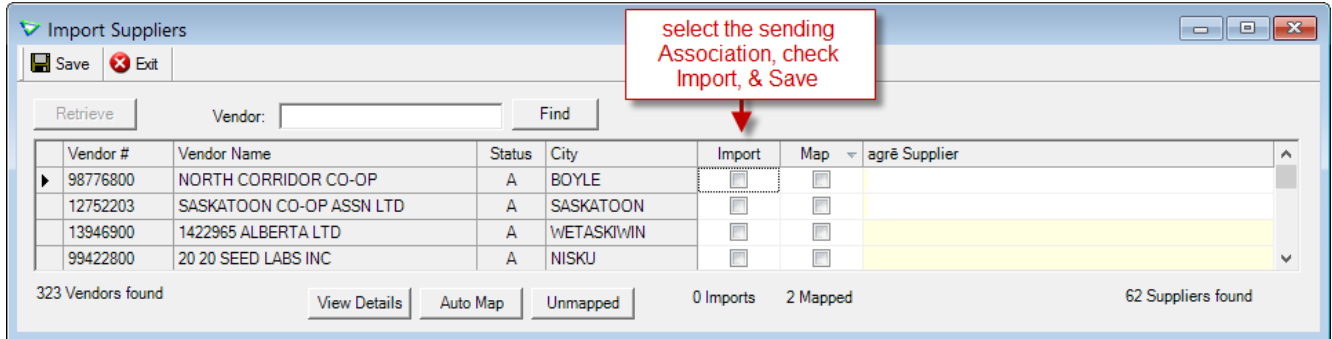 Import Suppliers
select the sending
Association, check
Import, & Save
Save Exit
Retrieve Vendor: Find
Vendor # Vendor Name Status City Import Map agrē Supplier
98776800 NORTH CORRIDOR CO-OP A BOYLE
12752203 SASKATOON CO-OP ASSN LTD A SASKATOON
13946900 1422965 ALBERTA LTD A WETASKIWIN
99422800 20 20 SEED LABS INC A NISKU
323 Vendors found View Details Auto Map Unmapped 0 Imports 2 Mapped 62 Suppliers found